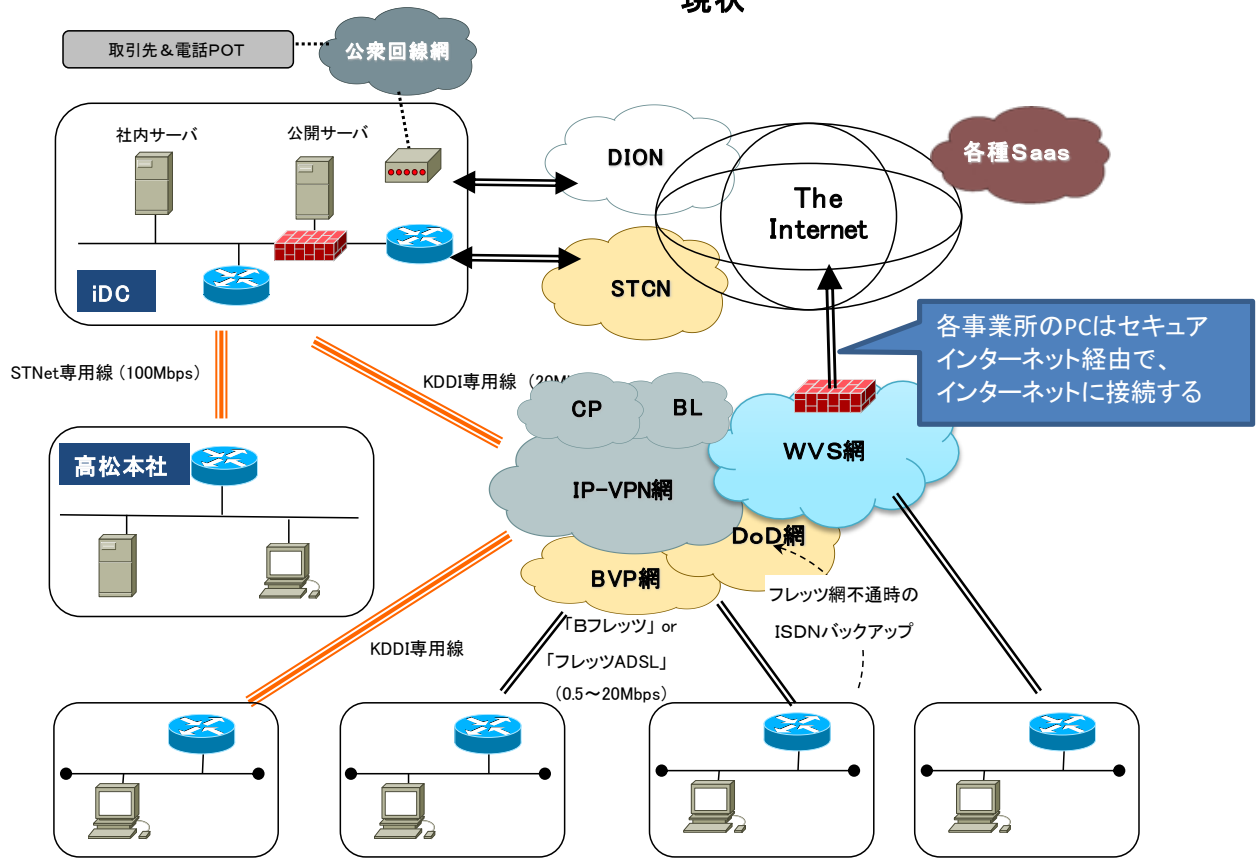 現状
取引先&電話POT
公衆回線網
社内サーバ
公開サーバ
DION
各種Saas
The
Internet
iDC
STCN
各事業所のPCはセキュア
インターネット経由で、
インターネットに接続する
STNet専用線 (100Mbps)
KDDI専用線 (20M
CP
BL
WVS網
高松本社
IP-VPN網
DoD網
BVP網
フレッツ網不通時の
ISDNバックアップ
「Bフレッツ」 or
「フレッツADSL」
(0.5~20Mbps)
KDDI専用線